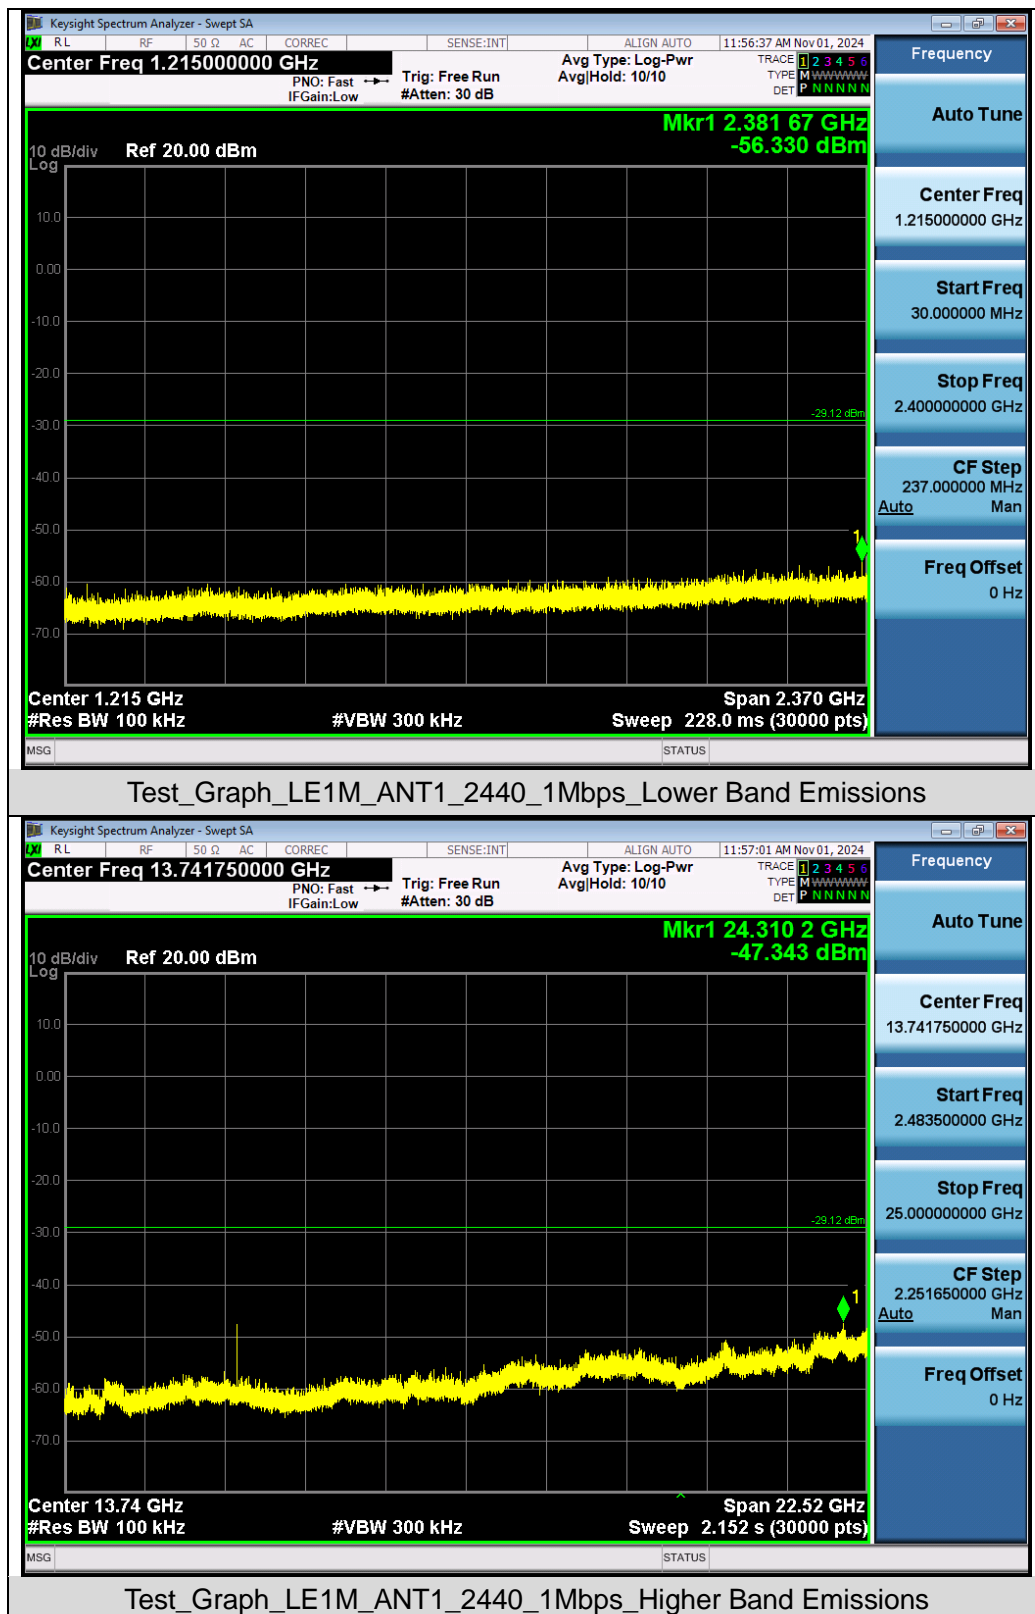 Keysight Spectrum Analyzer - Swept SA
LXI RL RF 50 Ω AC CORREC SENSE:INT ALIGN AUTO 11:56:37 AM Nov 01, 2024
Center Freq 1.215000000 GHz
PNO: Fast
IFGain:Low
Trig: Free Run
#Atten: 30 dB
Avg Type: Log-Pwr
Avg|Hold: 10/10
TRACE 1 2 3 4 5 6
TYPE M WWWWW
DET P N N N N N
Mkr1 2.381 67 GHz
-56.330 dBm
10 dB/div Ref 20.00 dBm
Log
10.0
0.00
-10.0
-20.0
-29.12 dBm
-30.0
-40.0
-50.0
1
-60.0
-70.0
Center 1.215 GHz Span 2.370 GHz
#Res BW 100 kHz #VBW 300 kHz Sweep 228.0 ms (30000 pts)
MSG STATUS
Frequency
Auto Tune
Center Freq
1.215000000 GHz
Start Freq
30.000000 MHz
Stop Freq
2.400000000 GHz
CF Step
237.000000 MHz
Auto Man
Freq Offset
0 Hz
Test_Graph_LE1M_ANT1_2440_1Mbps_Lower Band Emissions
Keysight Spectrum Analyzer - Swept SA
LXI RL RF 50 Ω AC CORREC SENSE:INT ALIGN AUTO 11:57:01 AM Nov 01, 2024
Center Freq 13.741750000 GHz
PNO: Fast
IFGain:Low
Trig: Free Run
#Atten: 30 dB
Avg Type: Log-Pwr
Avg|Hold: 10/10
TRACE 1 2 3 4 5 6
TYPE M WWWWW
DET P N N N N N
Mkr1 24.310 2 GHz
-47.343 dBm
10 dB/div Ref 20.00 dBm
Log
10.0
0.00
-10.0
-20.0
-29.12 dBm
-30.0
-40.0
1
-50.0
-60.0
-70.0
Center 13.74 GHz Span 22.52 GHz
#Res BW 100 kHz #VBW 300 kHz Sweep 2.152 s (30000 pts)
MSG STATUS
Frequency
Auto Tune
Center Freq
13.741750000 GHz
Start Freq
2.483500000 GHz
Stop Freq
25.000000000 GHz
CF Step
2.251650000 GHz
Auto Man
Freq Offset
0 Hz
Test_Graph_LE1M_ANT1_2440_1Mbps_Higher Band Emissions